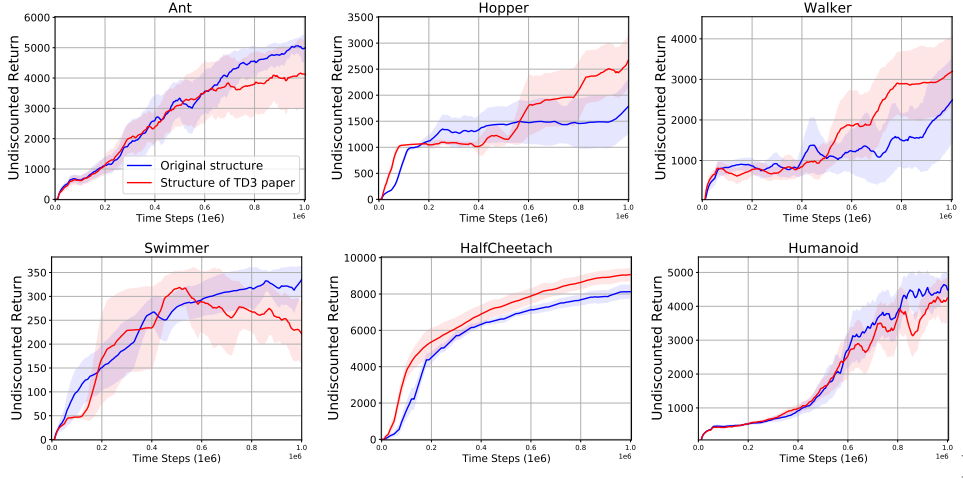 Ant
Undiscounted Return
6000
5000
4000
3000
2000
1000
0
Original structure
Structure of TD3 paper
0.0 0.2 0.4 0.6 0.8 1.0
1e6
Time Steps (1e6)
Hopper
Undiscounted Return
3500
3000
2500
2000
1500
1000
500
0
0.0 0.2 0.4 0.6 0.8 1.0
1e6
Time Steps (1e6)
Walker
Undiscounted Return
4000
3000
2000
1000
0.0 0.2 0.4 0.6 0.8 1.0
1e6
Time Steps (1e6)
Swimmer
Undiscounted Return
350
300
250
200
150
100
50
0
0.0 0.2 0.4 0.6 0.8 1.0
1e6
Time Steps (1e6)
HalfCheetach
Undiscounted Return
10000
8000
6000
4000
2000
0
0.0 0.2 0.4 0.6 0.8 1.0
1e6
Time Steps (1e6)
Humanoid
Undiscounted Return
5000
4000
3000
2000
1000
0.0 0.2 0.4 0.6 0.8 1.0
1e6
Time Steps (1e6)